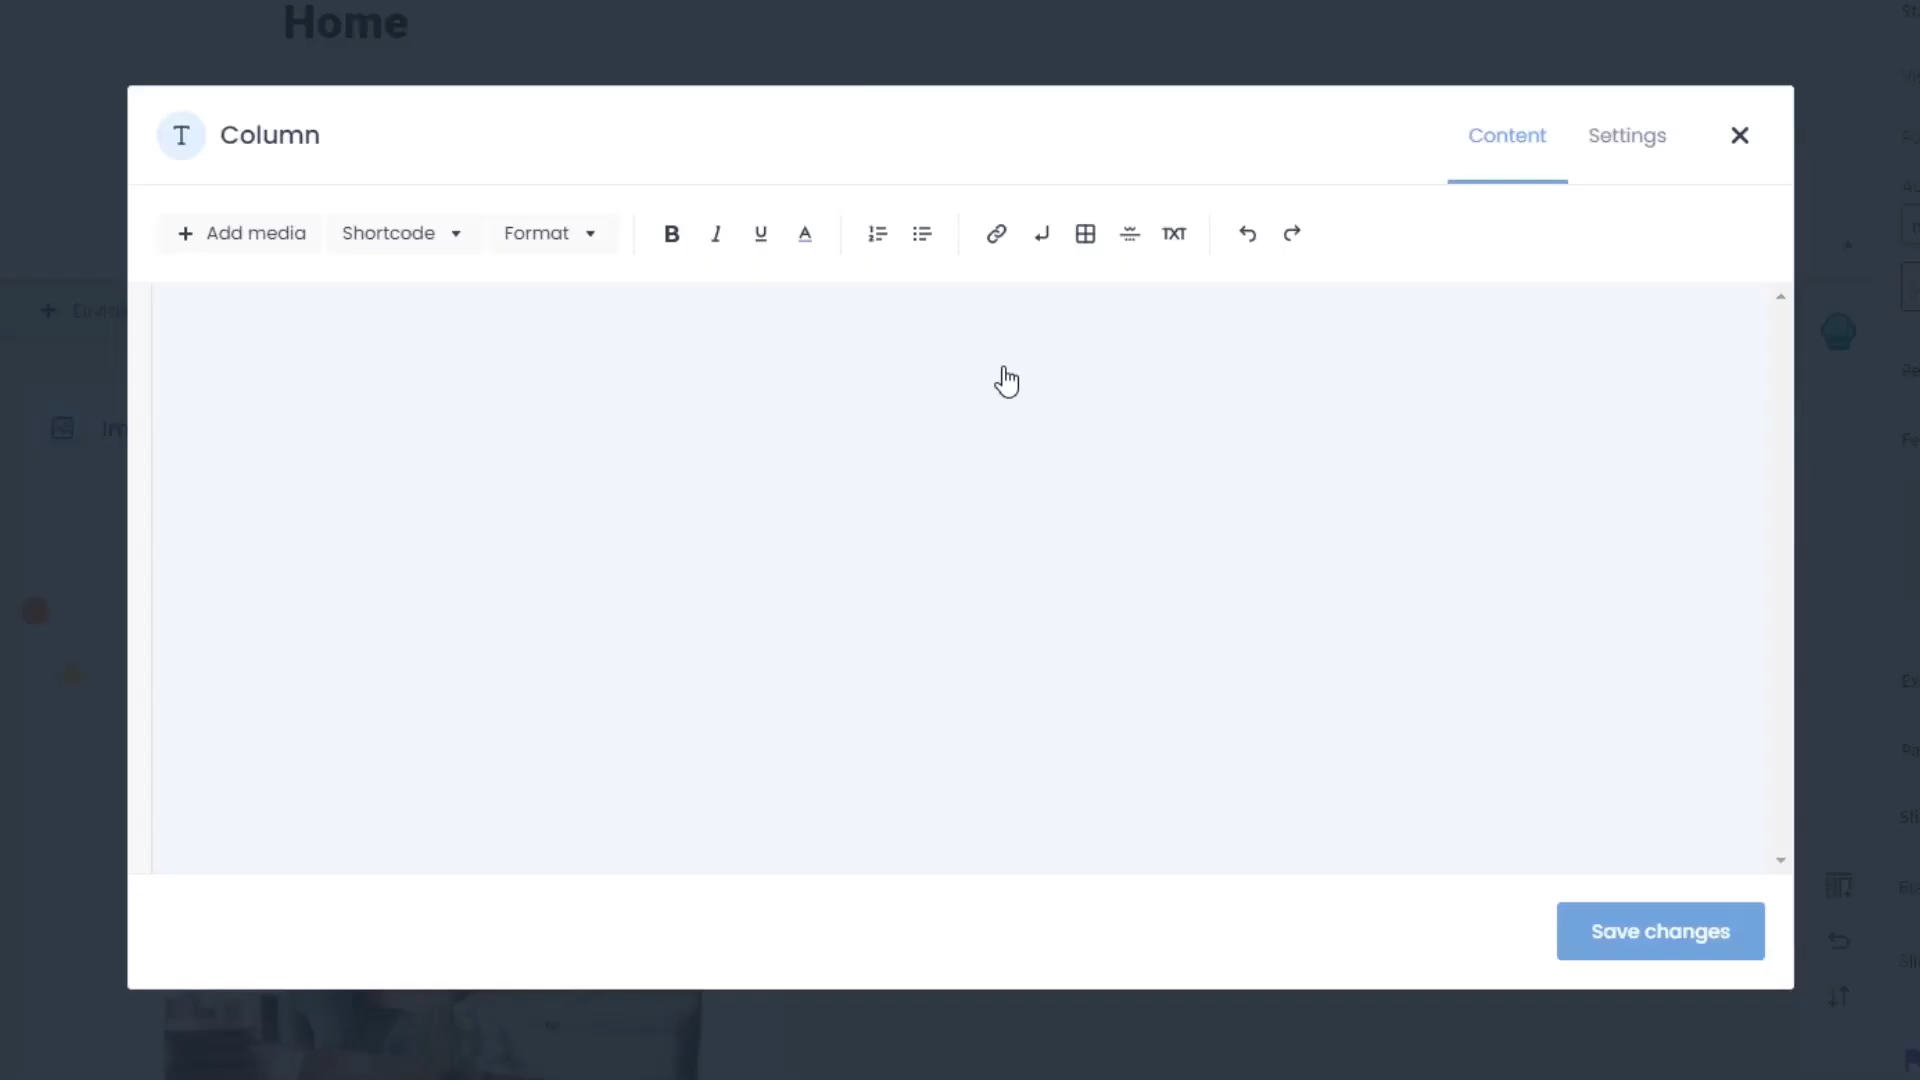 Home
T Column
Content Settings
+ Add media Shortcode Format B I U A TXT
Save changes